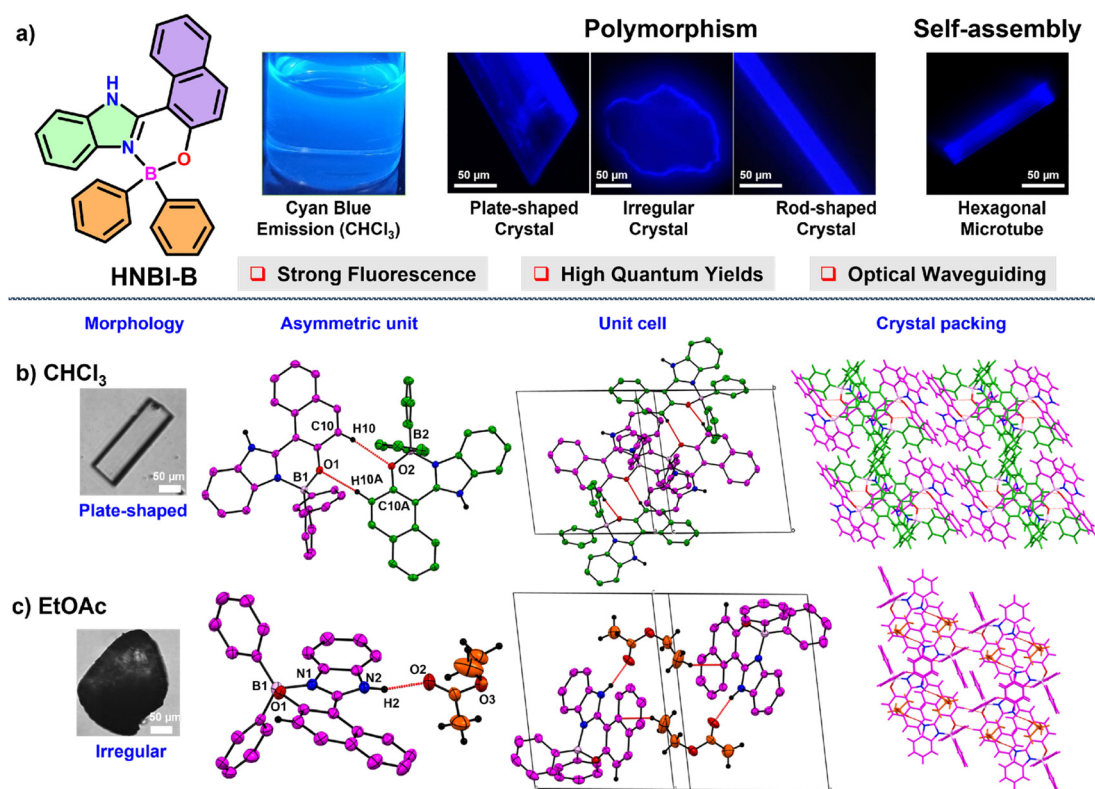 a)
Polymorphism
Self-assembly
H
N
N
O
B
50 µm
50 µm
50 µm
50 µm
Cyan Blue
Emission (CHCl₃)
Plate-shaped
Crystal
Irregular
Crystal
Rod-shaped
Crystal
Hexagonal
Microtube
HNBI-B
❑ Strong Fluorescence
❑ High Quantum Yields
❑ Optical Waveguiding
Morphology
Asymmetric unit
Unit cell
Crystal packing
b) CHCl₃
50 µm
Plate-shaped
C10
H10
B2
O1
O2
B1
H10A
C10A
c) EtOAc
50 µm
Irregular
B1
O1
N1
N2
H2
O2
O3